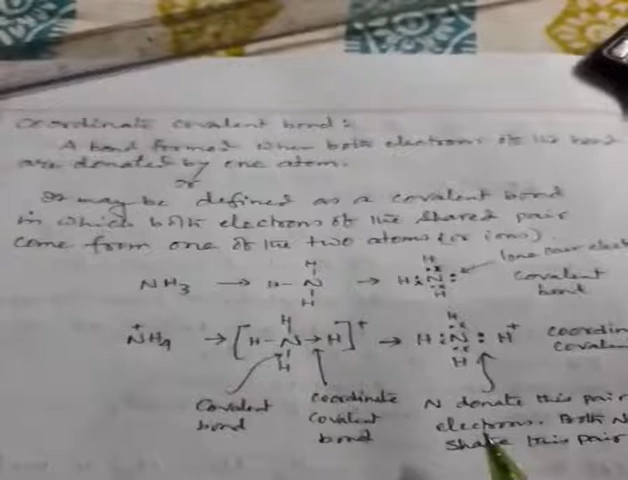 Coordinate covalent bond:
A bond formed when both electrons of the bond
are donated by one atom.
or
It may be defined as a covalent bond
in which both electrons of the shared pair
come from one of the two atoms (or ions).
NH3 → H-N H H → H:N: H H lone pair elect
covalent
bond
+NH4 → [H-N→H H H]+ → H:N: H+ H H coordin
covale
covalent
bond
coordinate
covalent
bond
N donate this pair
electrons. Both N
share this pair